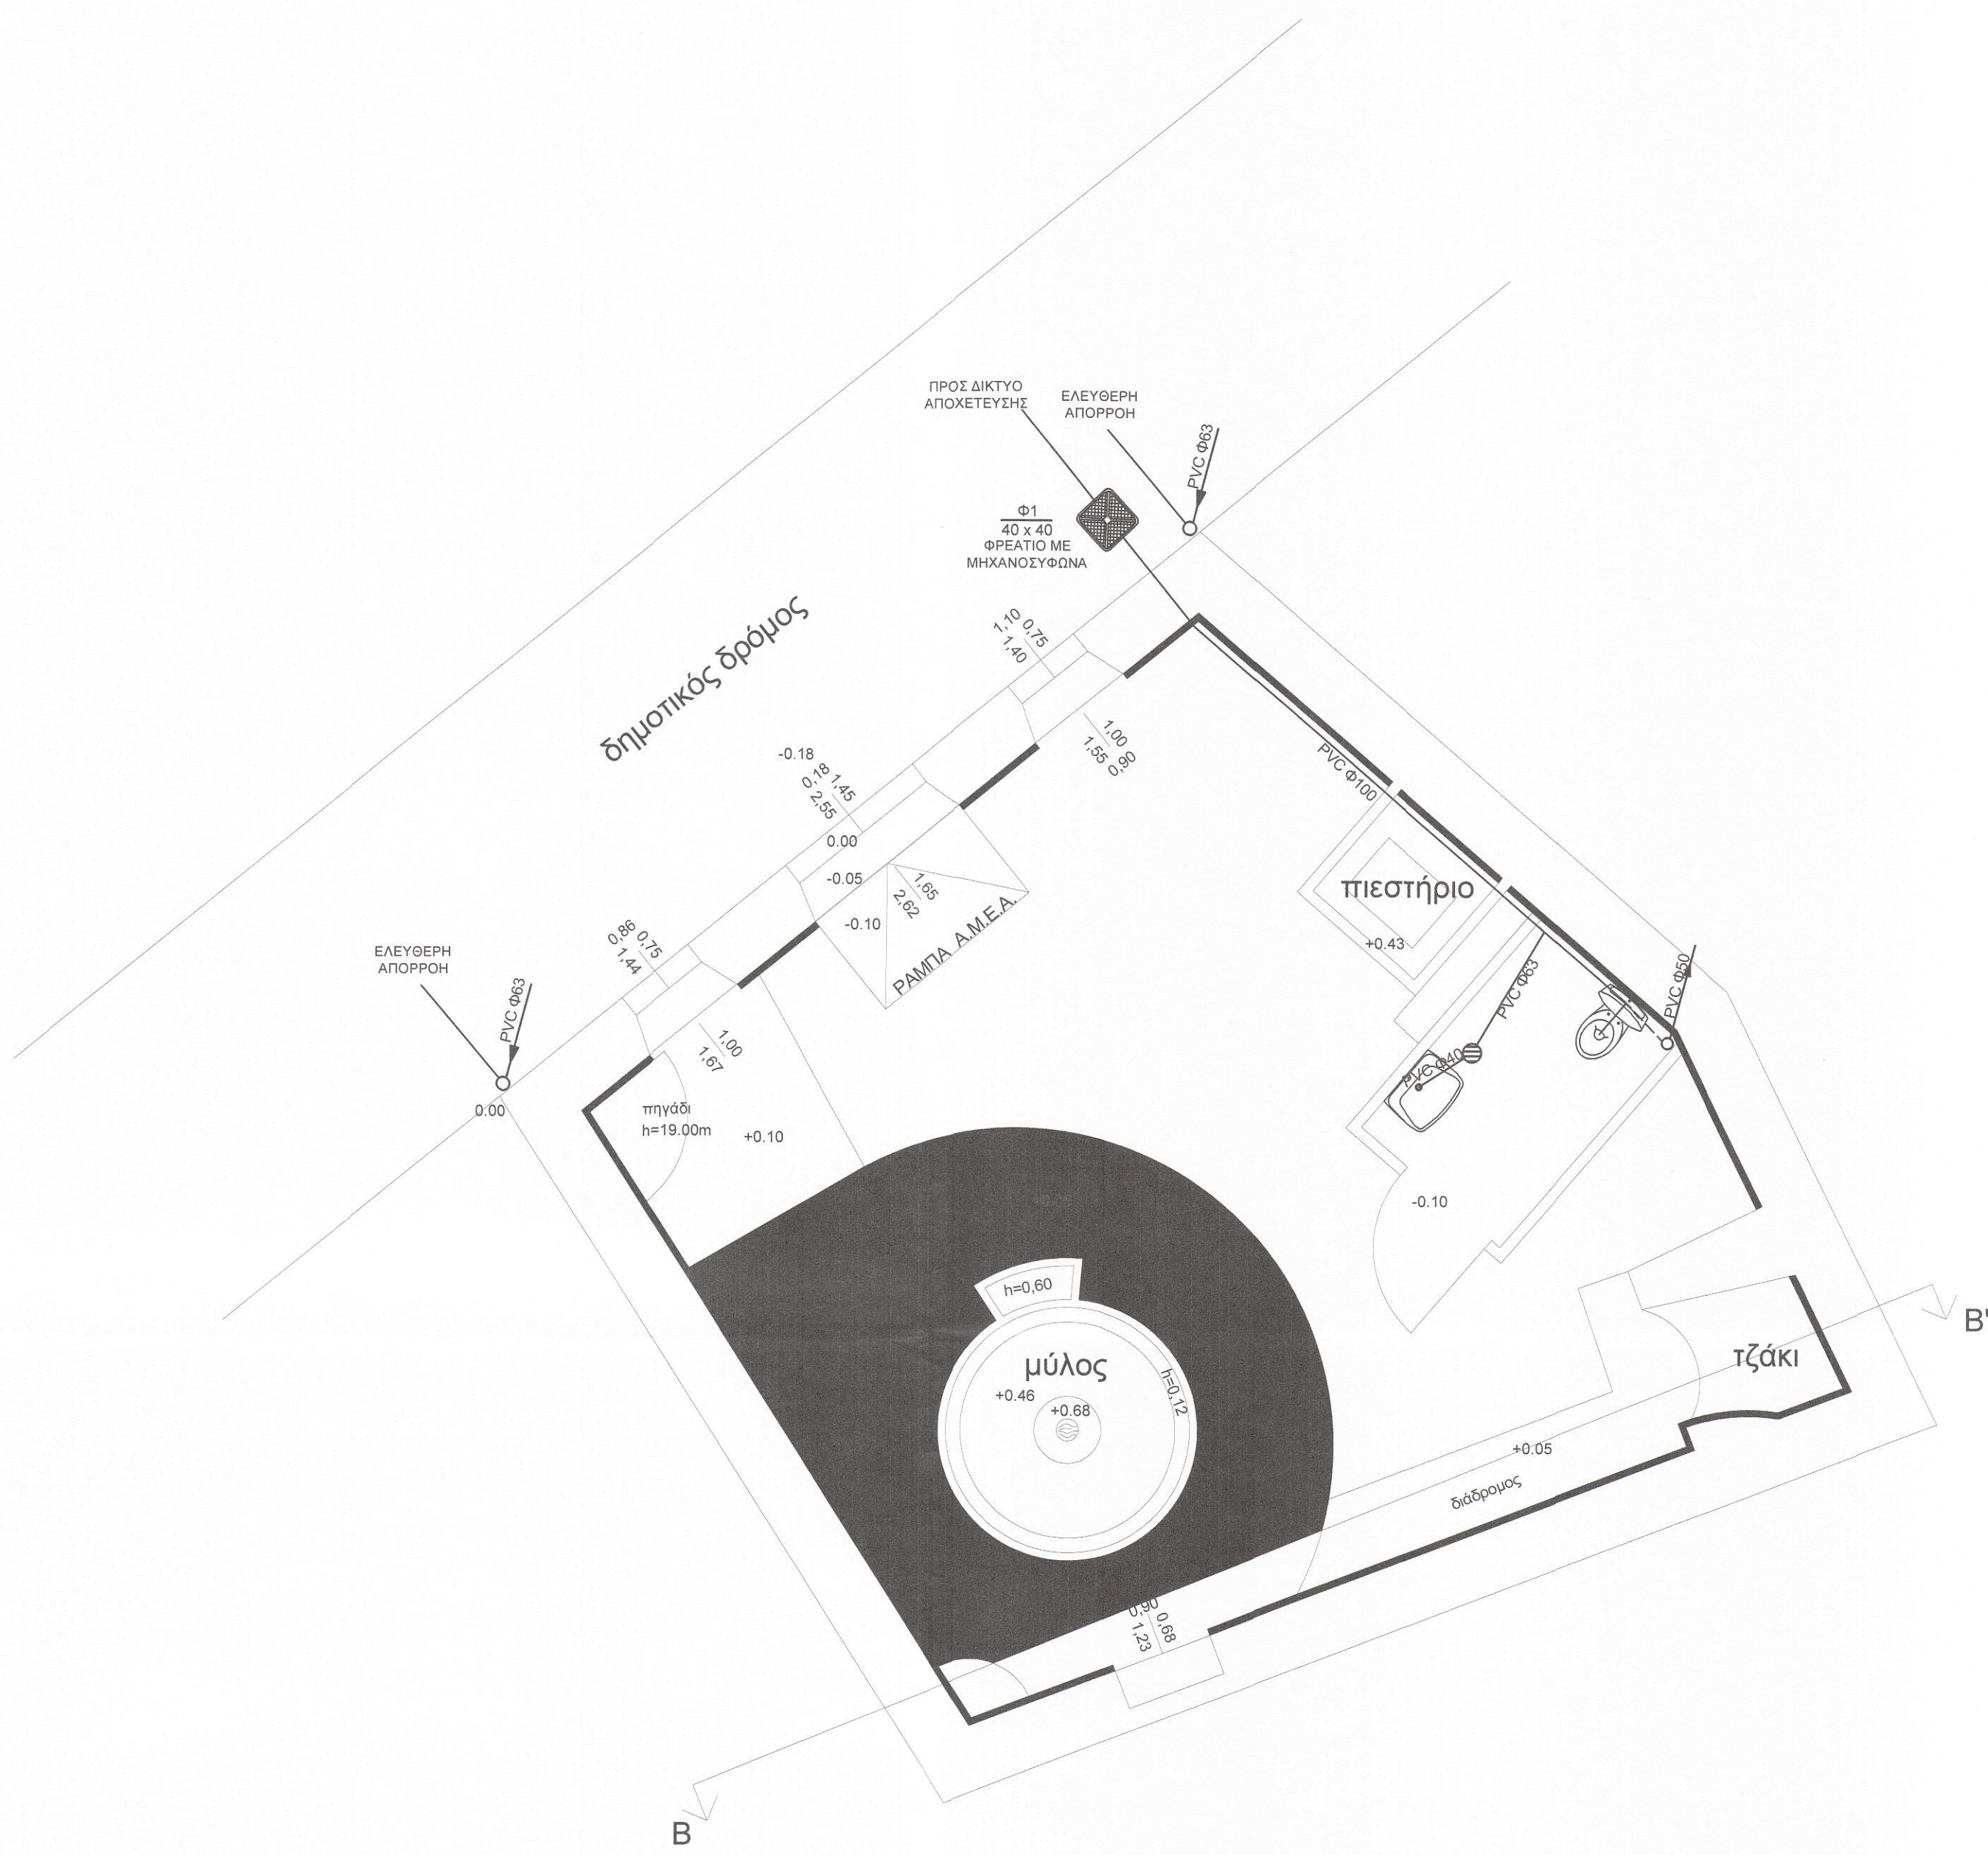 ΠΡΟΣ ΔΙΚΤΥΟ
ΑΠΟΧΕΤΕΥΣΗΣ
ΕΛΕΥΘΕΡΗ
ΑΠΟΡΡΟΗ
PVC Φ63
Φ1
40 x 40
ΦΡΕΑΤΙΟ ΜΕ
ΜΗΧΑΝΟΣΥΦΩΝΑ
δημοτικός δρόμος
1,10 0,75
1,40
1,00
1,55 0,90
PVC Φ100
-0.18
0,18 1,45
2,55
0.00
-0.05
-0.10
1,65
2,62
ΡΑΜΠΑ Α.Μ.Ε.Α.
πιεστήριο
+0.43
PVC Φ63
PVC Φ50
PVC Φ40
0,86 0,75
1,44
ΕΛΕΥΘΕΡΗ
ΑΠΟΡΡΟΗ
PVC Φ63
0.00
1,00
1,67
πηγάδι
h=19.00m
+0.10
-0.10
h=0,60
μύλος
+0.46
+0.68
h=0,12
B'
τζάκι
+0.05
διάδρομος
0,68
1,23
B